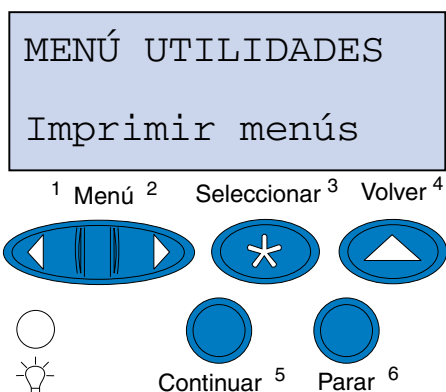 MENÚ UTILIDADES
Imprimir menús
1 Menú 2 Seleccionar 3 Volver 4
Continuar 5 Parar 6